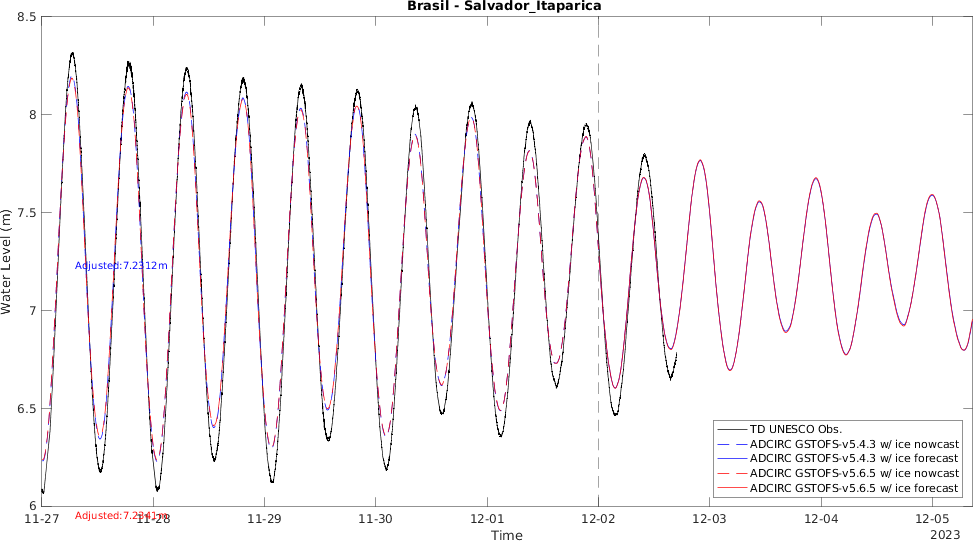 Brasil - Salvador_Itaparica
8.5
8
7.5
7
6.5
6
Water Level (m)
Adjusted:7.2312m
Adjusted:7.2341m
11-27
11-28
11-29
11-30
12-01
12-02
12-03
12-04
12-05
2023
Time
TD UNESCO Obs.
ADCIRC GSTOFS-v5.4.3 w/ ice nowcast
ADCIRC GSTOFS-v5.4.3 w/ ice forecast
ADCIRC GSTOFS-v5.6.5 w/ ice nowcast
ADCIRC GSTOFS-v5.6.5 w/ ice forecast